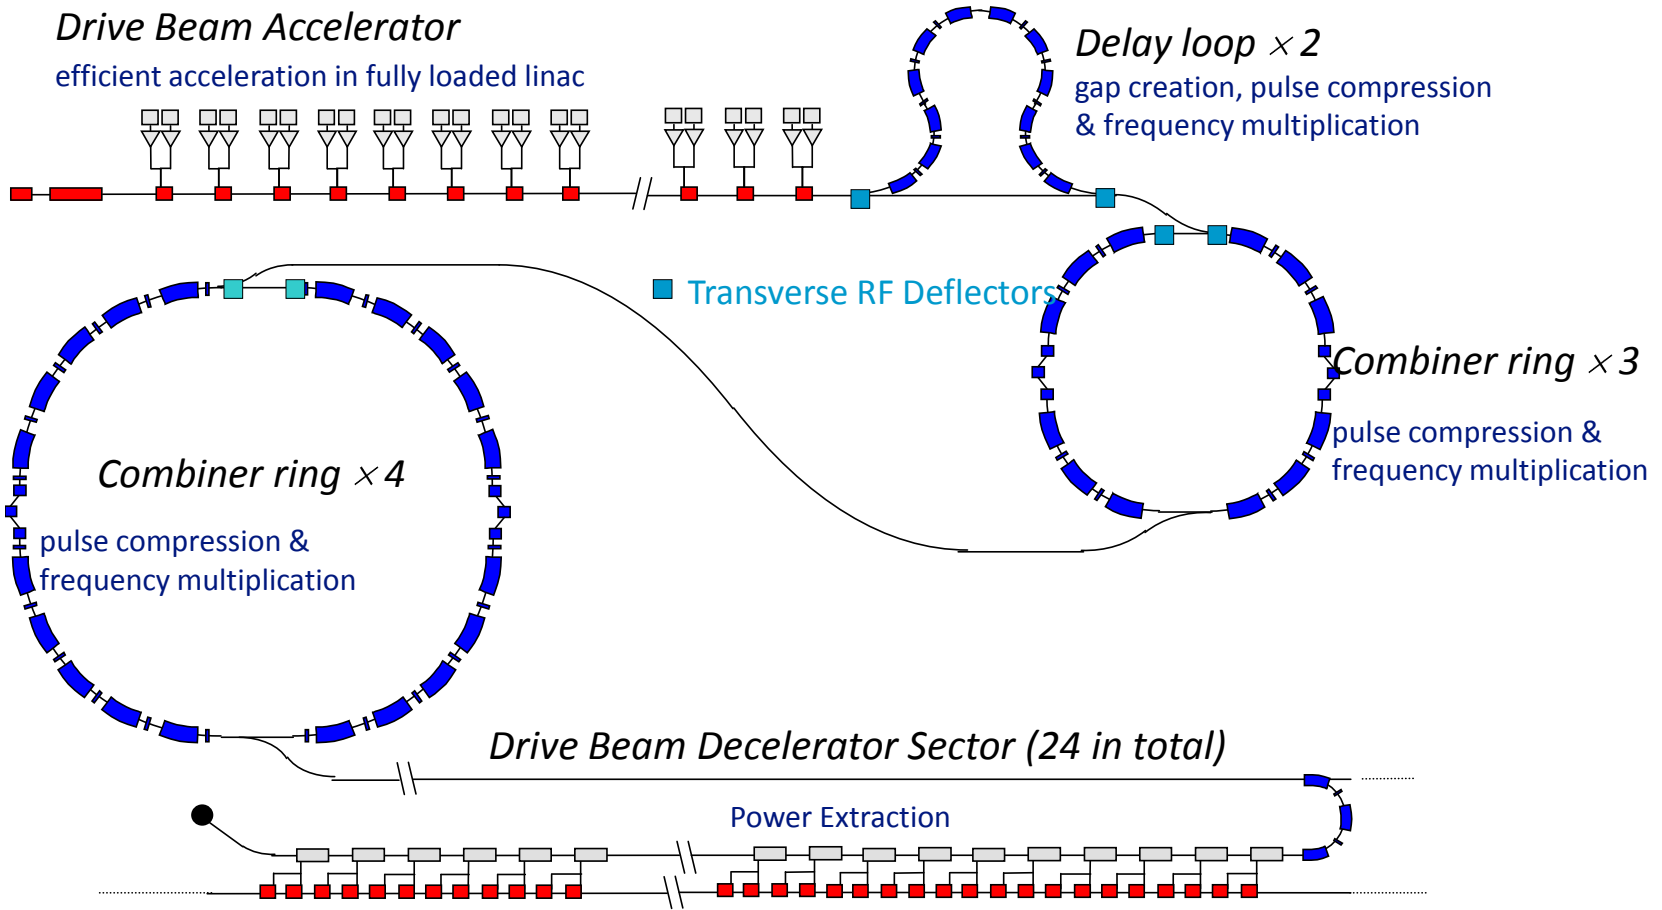 Drive Beam Accelerator
efficient acceleration in fully loaded linac
Delay loop × 2
gap creation, pulse compression
& frequency multiplication
Transverse RF Deflectors
Combiner ring × 3
pulse compression &
frequency multiplication
Combiner ring × 4
pulse compression &
frequency multiplication
Drive Beam Decelerator Sector (24 in total)
Power Extraction